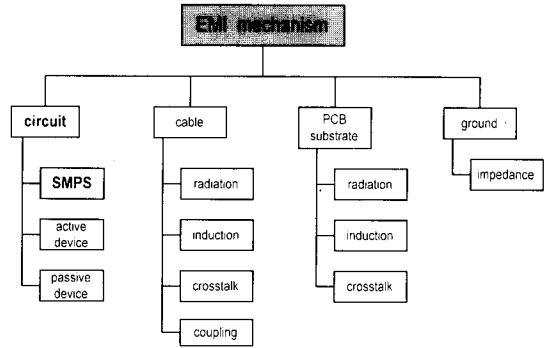 EMI mechanism
circuit
cable
PCB
substrate
ground
SMPS
active
device
passive
device
radiation
induction
crosstalk
coupling
radiation
induction
crosstalk
impedance